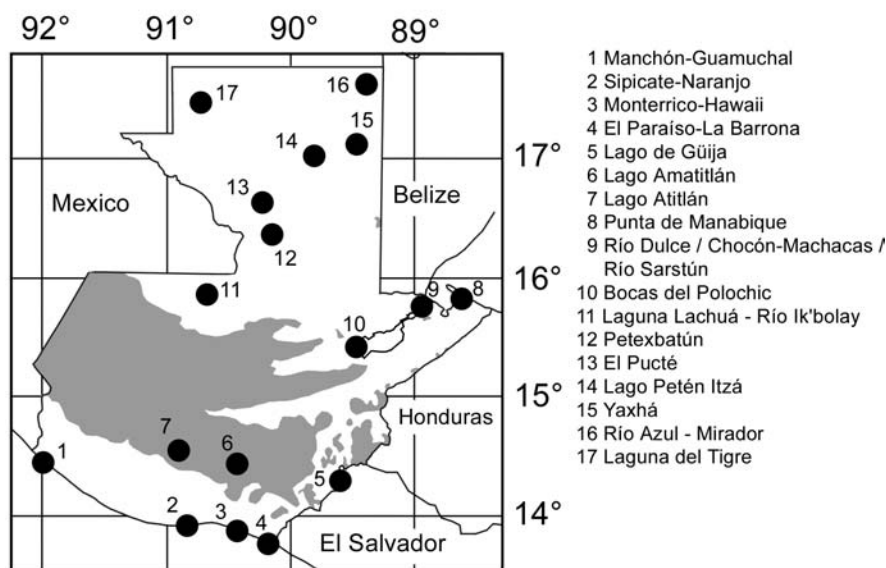 92° 91° 90° 89°
17
16
15
14
17°
13
12
Mexico
Belize
11
16°
9
8
10
15°
Honduras
7
6
1
5
2
3
4
14°
El Salvador
1 Manchón-Guamuchal
2 Sipicate-Naranjo
3 Monterrico-Hawaii
4 El Paraíso-La Barrona
5 Lago de Güija
6 Lago Amatitlán
7 Lago Atitlán
8 Punta de Manabique
9 Río Dulce / Chocón-Machacas /
Río Sarstún
10 Bocas del Polochic
11 Laguna Lachuá - Río Ik'bolay
12 Petexbatún
13 El Pucté
14 Lago Petén Itzá
15 Yaxhá
16 Río Azul - Mirador
17 Laguna del Tigre